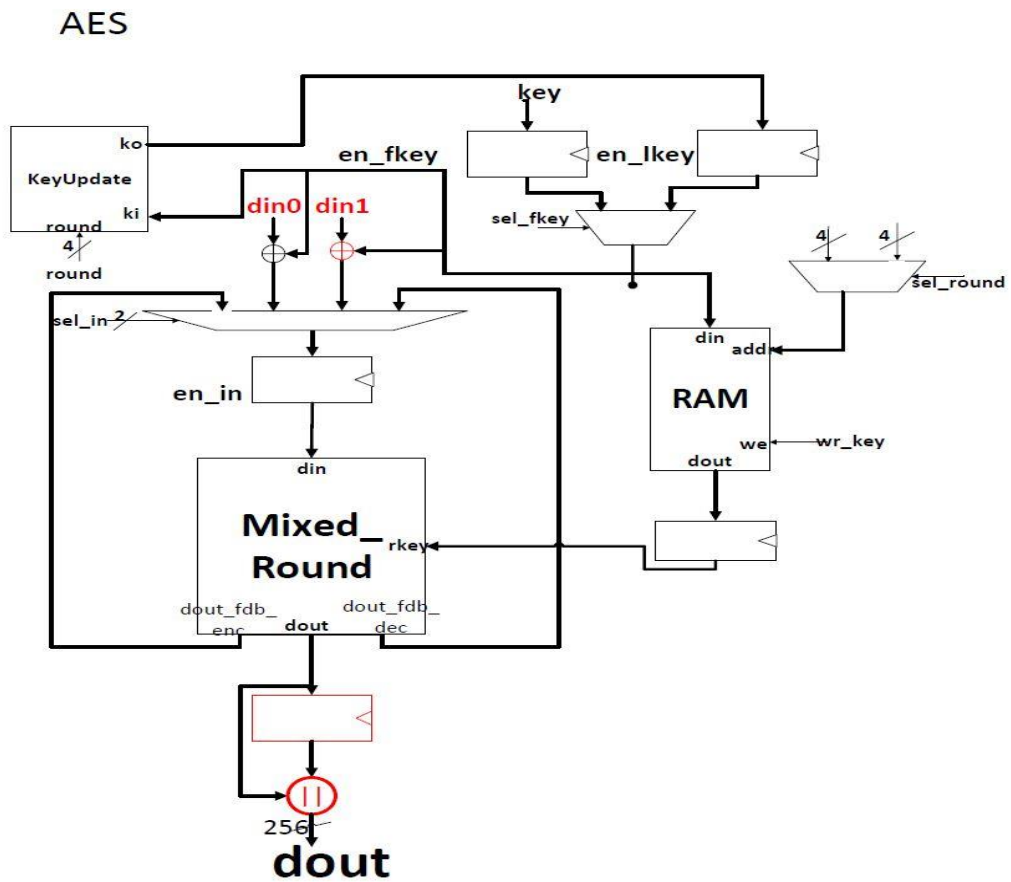 AES
key
ko
en_fkey
en_lkey
KeyUpdate
ki
din0
din1
round
4
round
sel_fkey
4
4
sel_round
sel_in
2
din
addr
en_in
RAM
we
wr_key
dout
din
Mixed_
Round
rkey
dout_fdb_
enc
dout
dout_fdb_
dec
||
256
dout